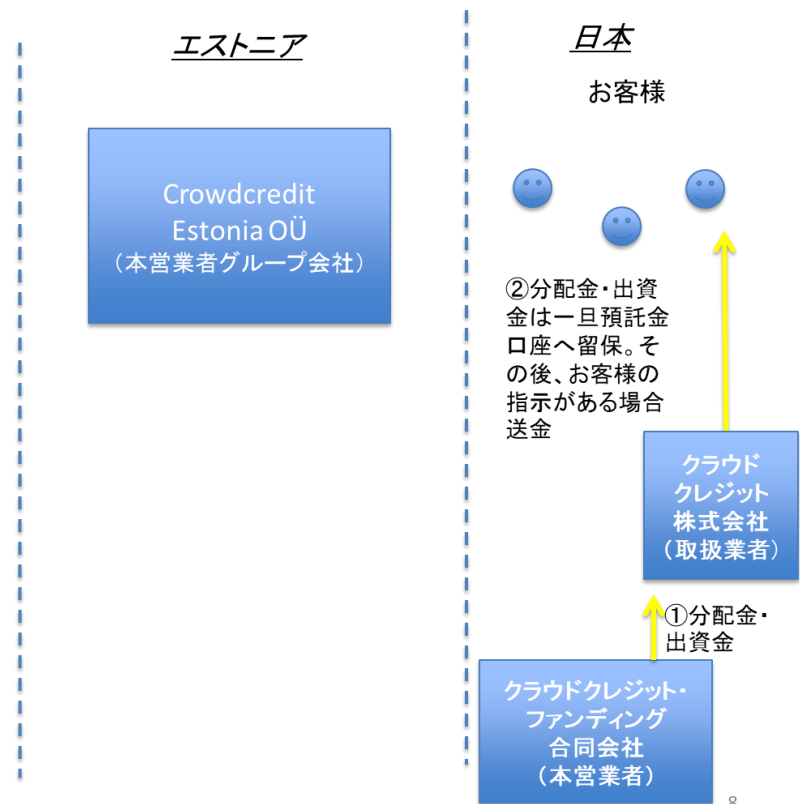 エストニア
日本
お客様
Crowdcredit
Estonia OÜ
（本営業者グループ会社）
②分配金・出資
金は一旦預託金
口座へ留保。そ
の後、お客様の
指示がある場合
送金
クラウド
クレジット
株式会社
（取扱業者）
①分配金・
出資金
クラウドクレジット・
ファンディング
合同会社
（本営業者）
8